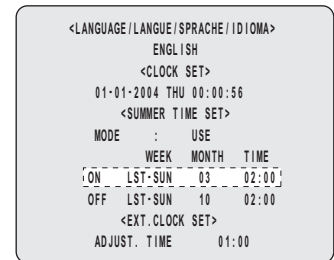 <LANGUAGE/LANGUE/SPRACHE/IDIOMA>
ENGLISH
<CLOCK SET>
01-01-2004 THU 00:00:56
<SUMMER TIME SET>
MODE : USE
WEEK MONTH TIME
ON LST-SUN 03 02:00
OFF LST-SUN 10 02:00
<EXT.CLOCK SET>
ADJUST. TIME 01:00